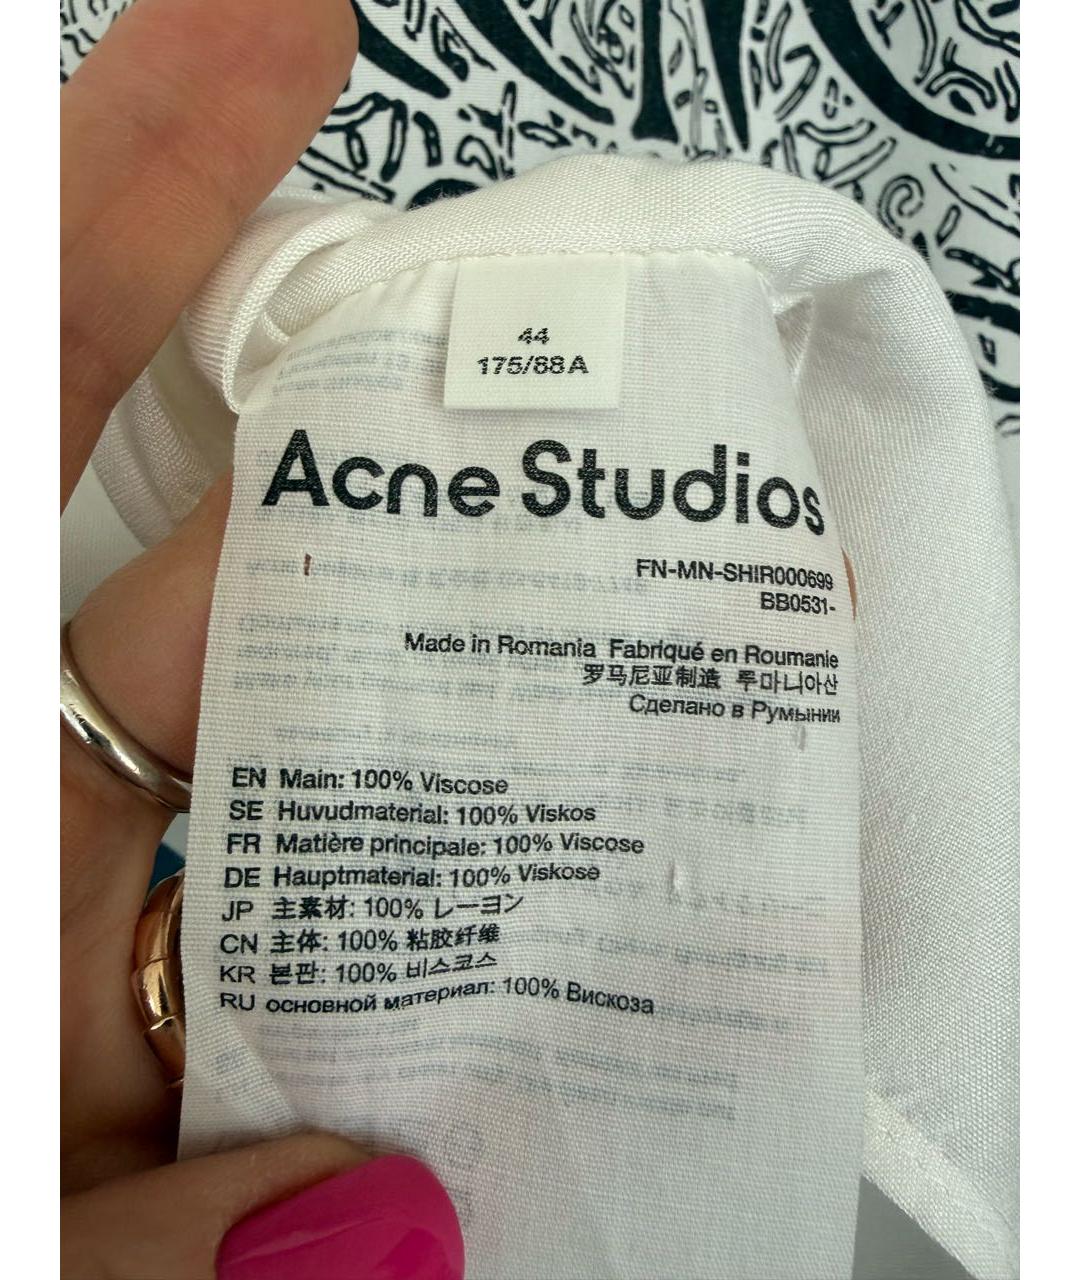 44
175/88A
Acne Studios
FN-MN-SHIR000699
BB0531-
Made in Romania Fabriqué en Roumanie
罗马尼亚制造 루마니아산
Сделано в Румынии
EN Main: 100% Viscose
SE Huvudmaterial: 100% Viskos
FR Matière principale: 100% Viscose
DE Hauptmaterial: 100% Viskose
JP 主素材: 100% レーヨン
CN 主体: 100% 粘胶纤维
KR 본판: 100% 비스코스
RU основной материал: 100% Вискоза